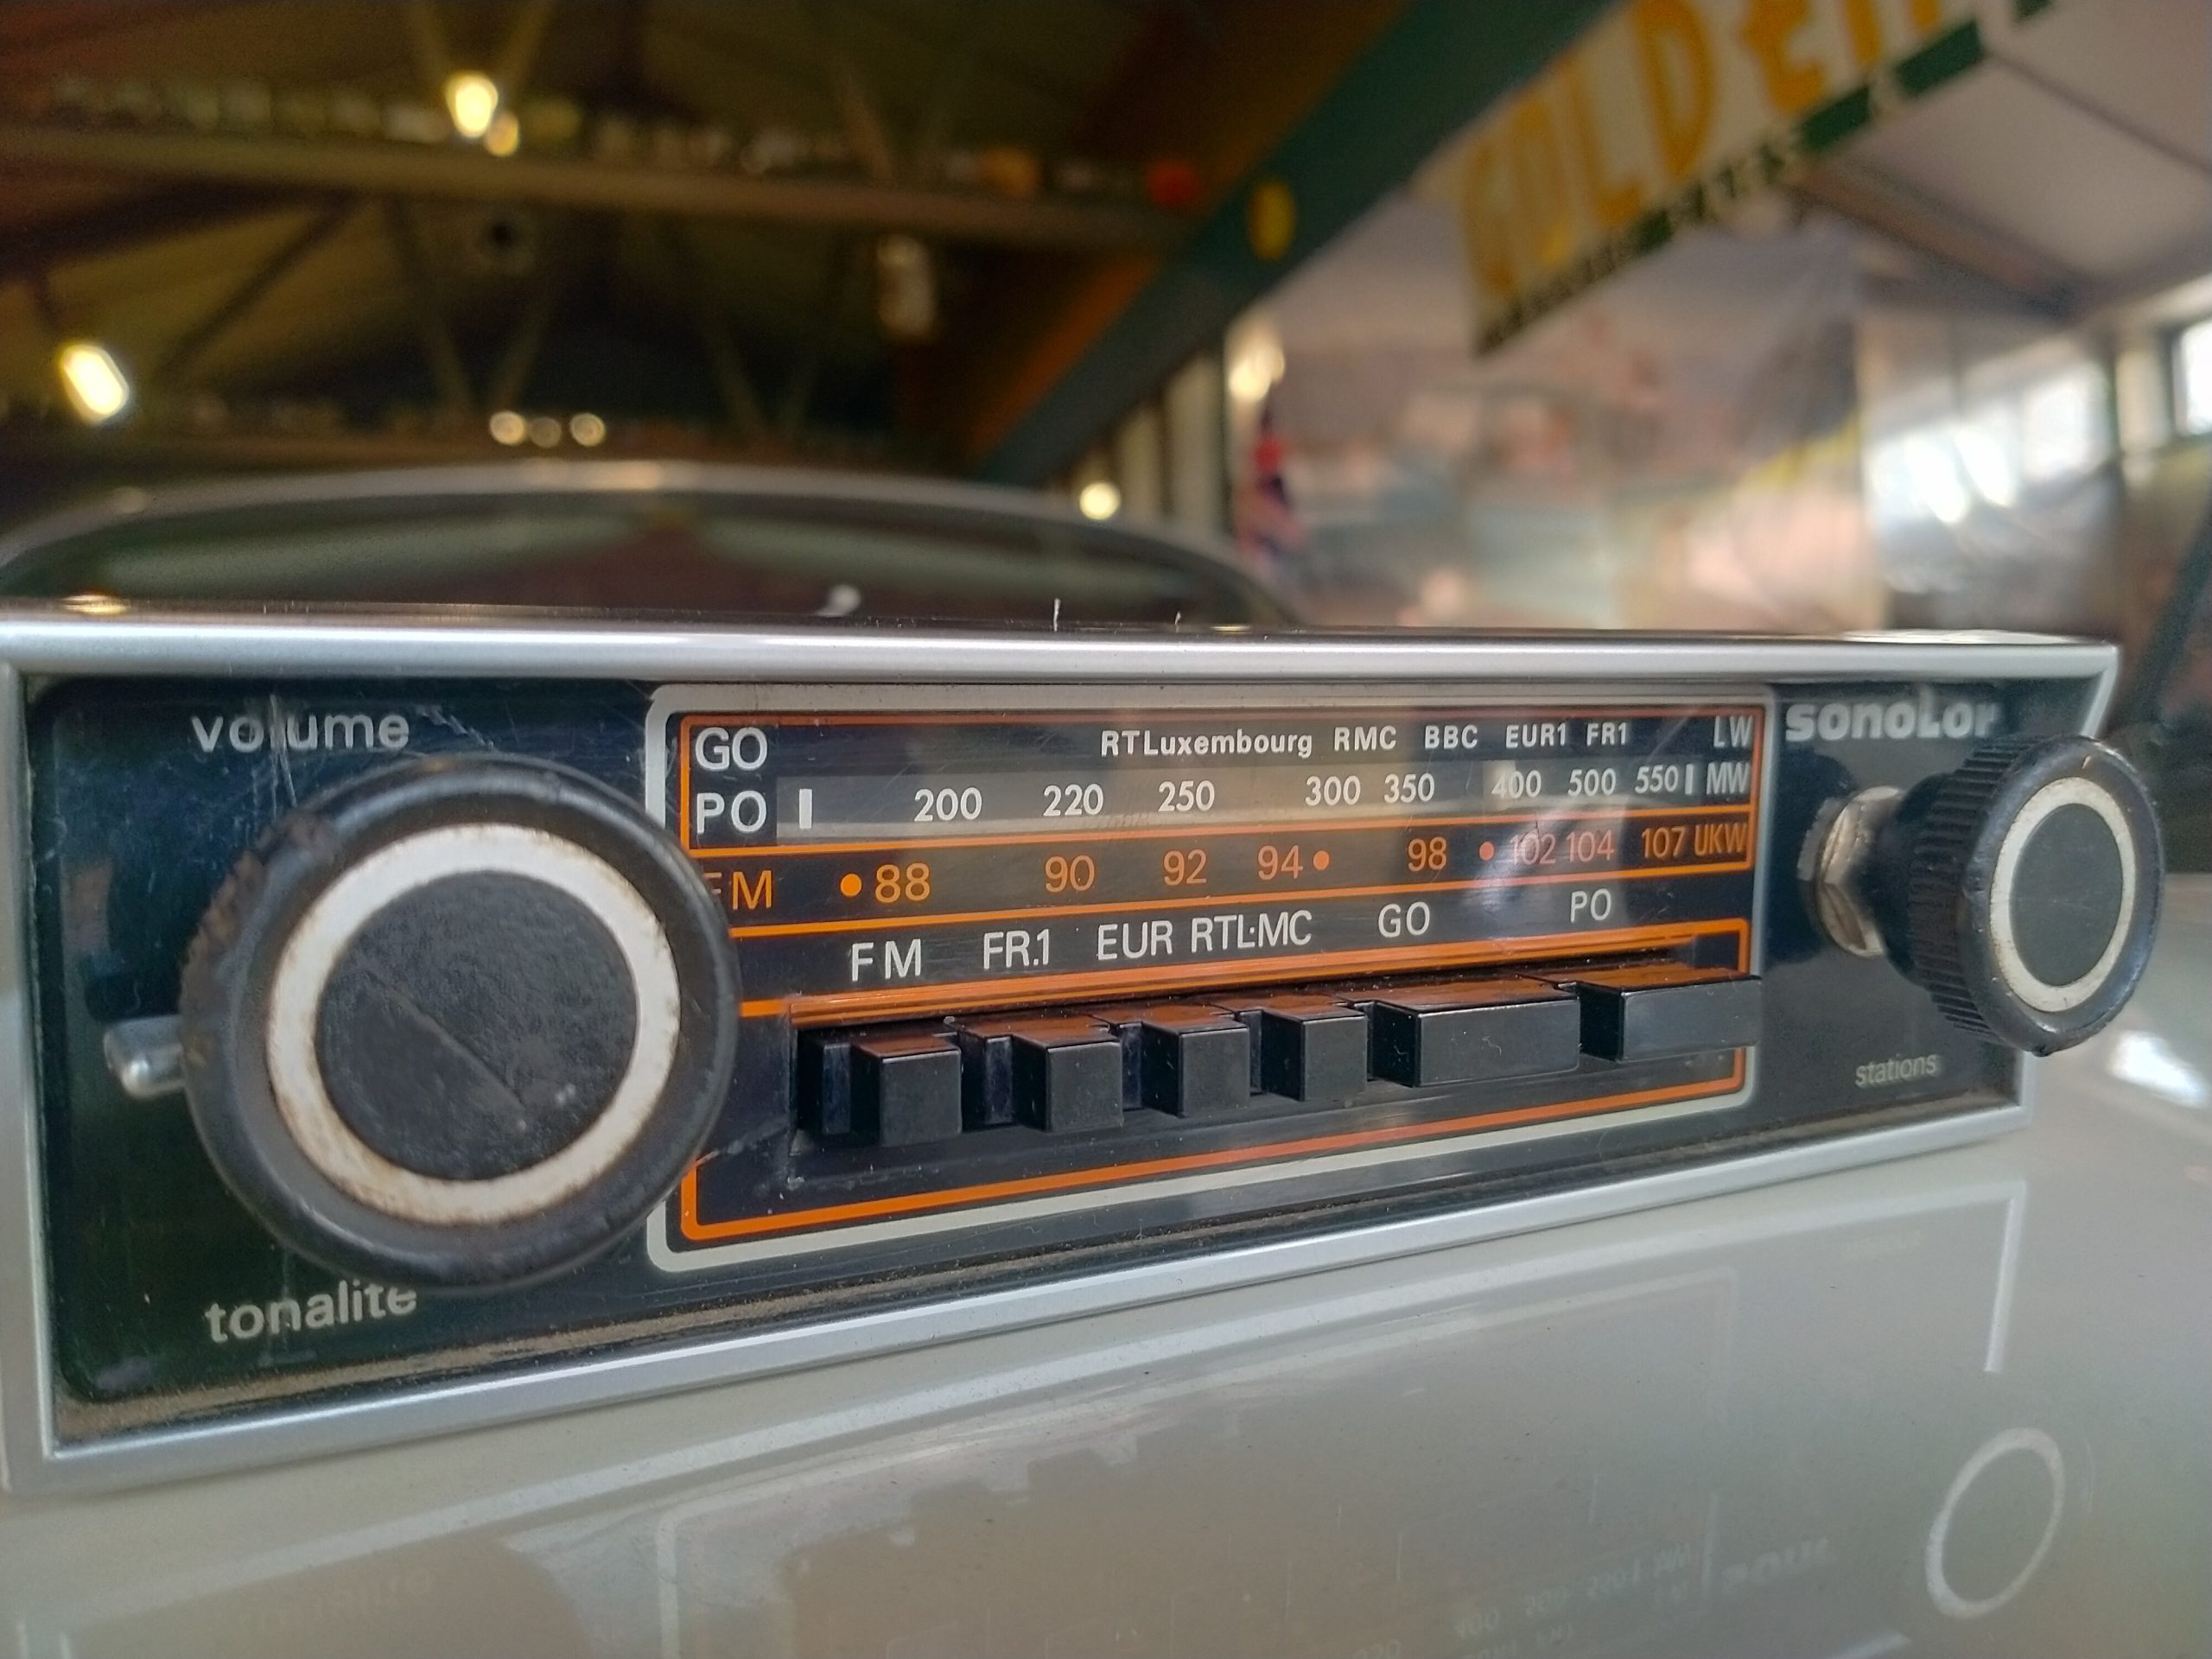 GOLDEN
volume
sonolor
GO RTLuxembourg RMC BBC EUR1 FR1 LW
PO 200 220 250 300 350 400 500 550 MW
FM 88 90 92 94 98 102 104 107 UKW
FM FR.1 EUR RTL·MC GO PO
stations
tonalite